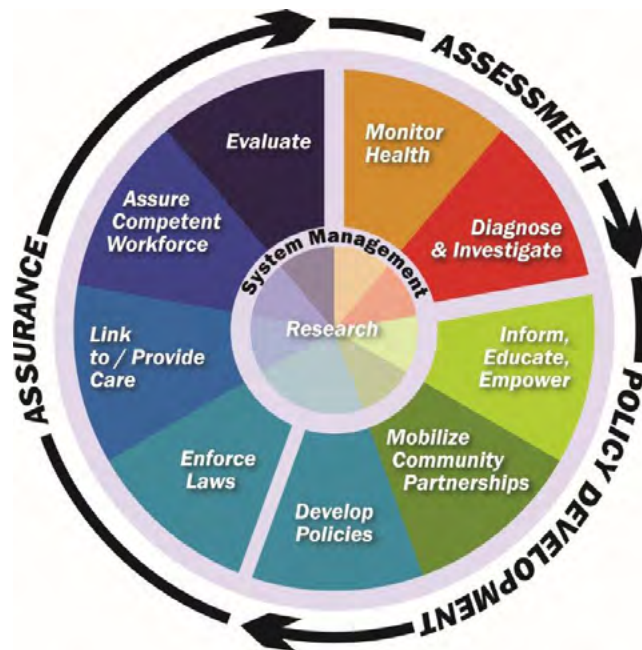 ASSESSMENT
Monitor
Health
Diagnose
& Investigate
POLICY DEVELOPMENT
Inform,
Educate,
Empower
Mobilize
Community
Partnerships
Develop
Policies
ASSURANCE
Enforce
Laws
Link
to / Provide
Care
Assure
Competent
Workforce
Evaluate
System Management
Research